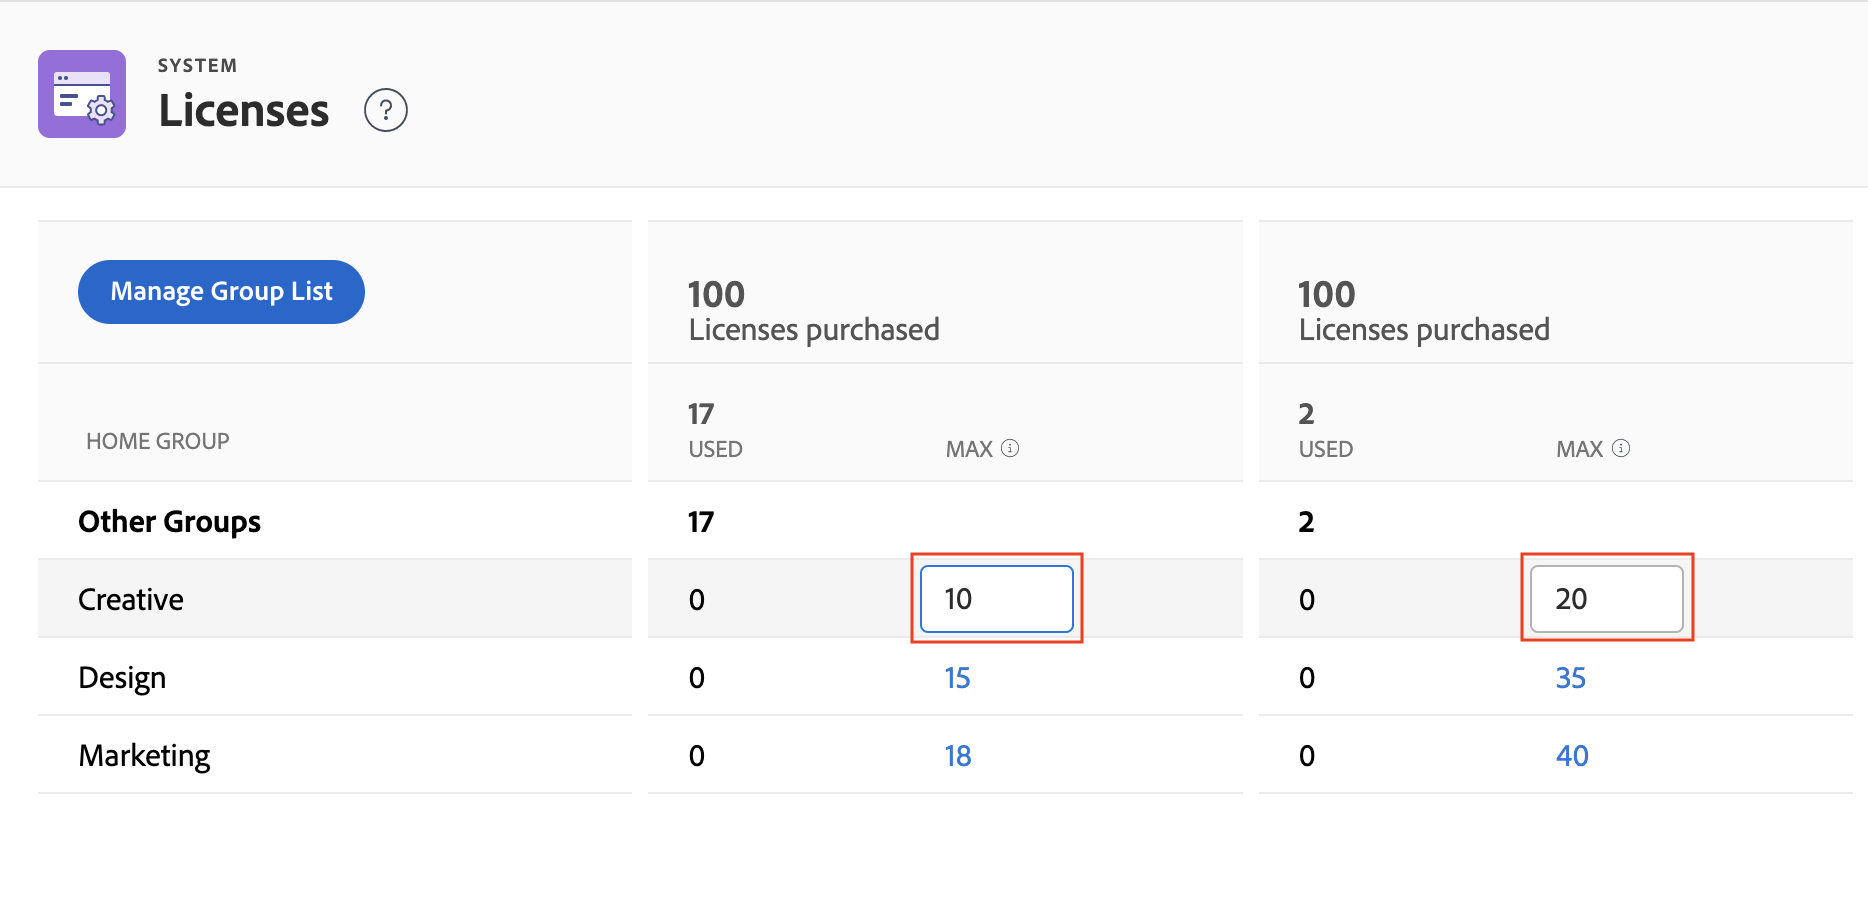 SYSTEM
Licenses ?
Manage Group List
100
Licenses purchased
100
Licenses purchased
HOME GROUP
17
USED MAX
2
USED MAX
Other Groups 17 2
Creative 0 10 0 20
Design 0 15 0 35
Marketing 0 18 0 40